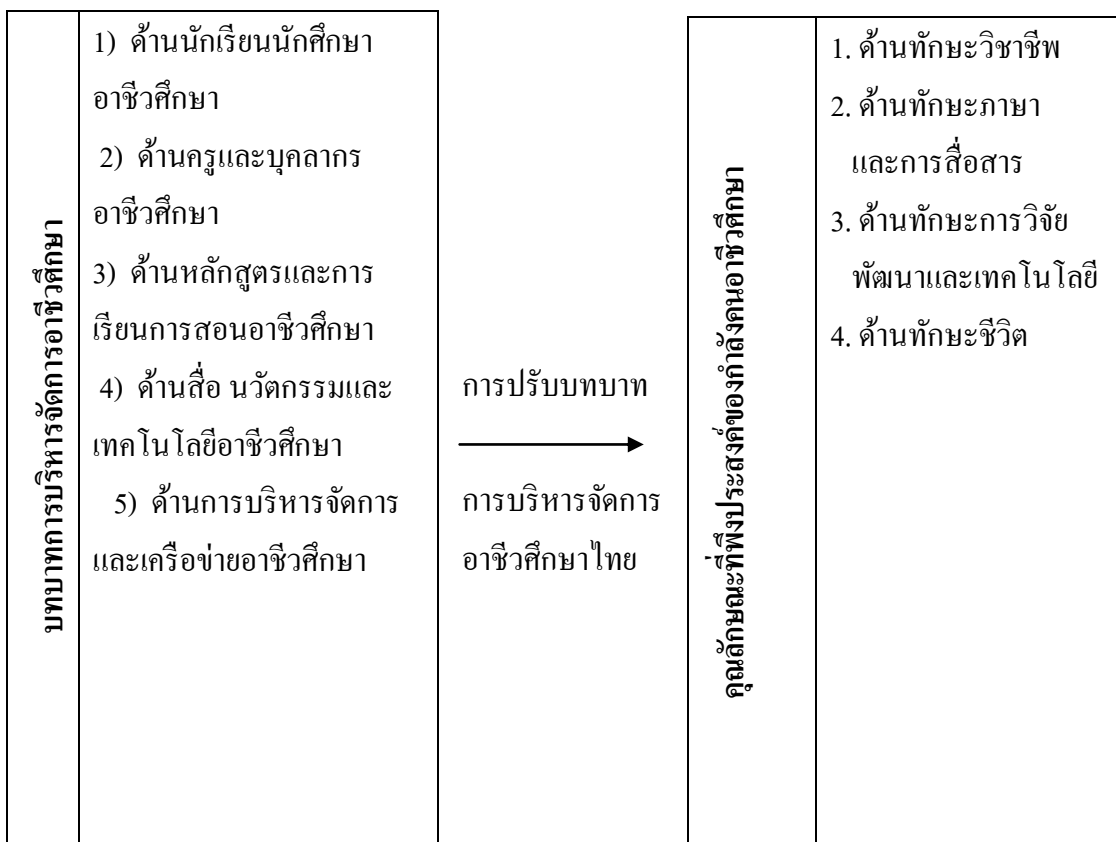 บทบาทการบริหารจัดการอาชีวศึกษา
1) ด้านนักเรียนนักศึกษา
อาชีวศึกษา
2) ด้านครูและบุคลากร
อาชีวศึกษา
3) ด้านหลักสูตรและการ
เรียนการสอนอาชีวศึกษา
4) ด้านสื่อ นวัตกรรมและ
เทคโนโลยีอาชีวศึกษา
5) ด้านการบริหารจัดการ
และเครือข่ายอาชีวศึกษา
การปรับบทบาท
การบริหารจัดการ
อาชีวศึกษาไทย
คุณลักษณะที่พึงประสงค์ของกำลังคนอาชีวศึกษา
1. ด้านทักษะวิชาชีพ
2. ด้านทักษะภาษา
และการสื่อสาร
3. ด้านทักษะการวิจัย
พัฒนาและเทคโนโลยี
4. ด้านทักษะชีวิต